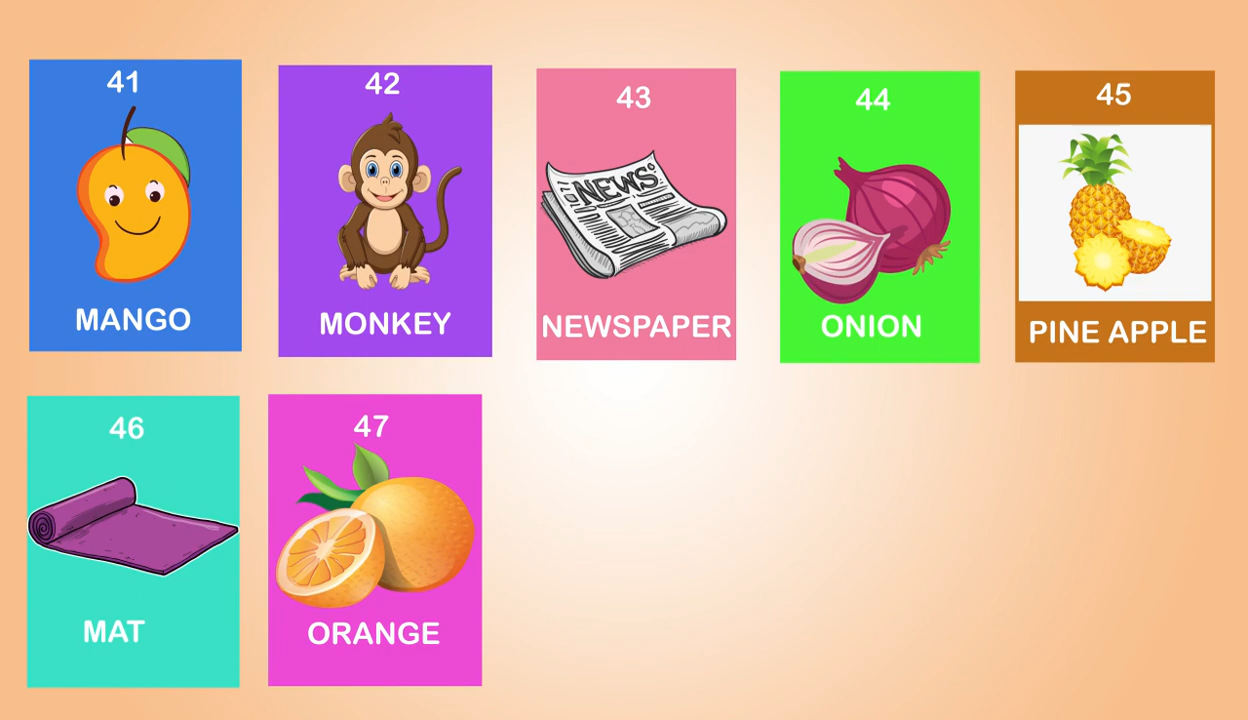 41
MANGO
42
MONKEY
43
NEWS
NEWSPAPER
44
ONION
45
PINE APPLE
46
MAT
47
ORANGE